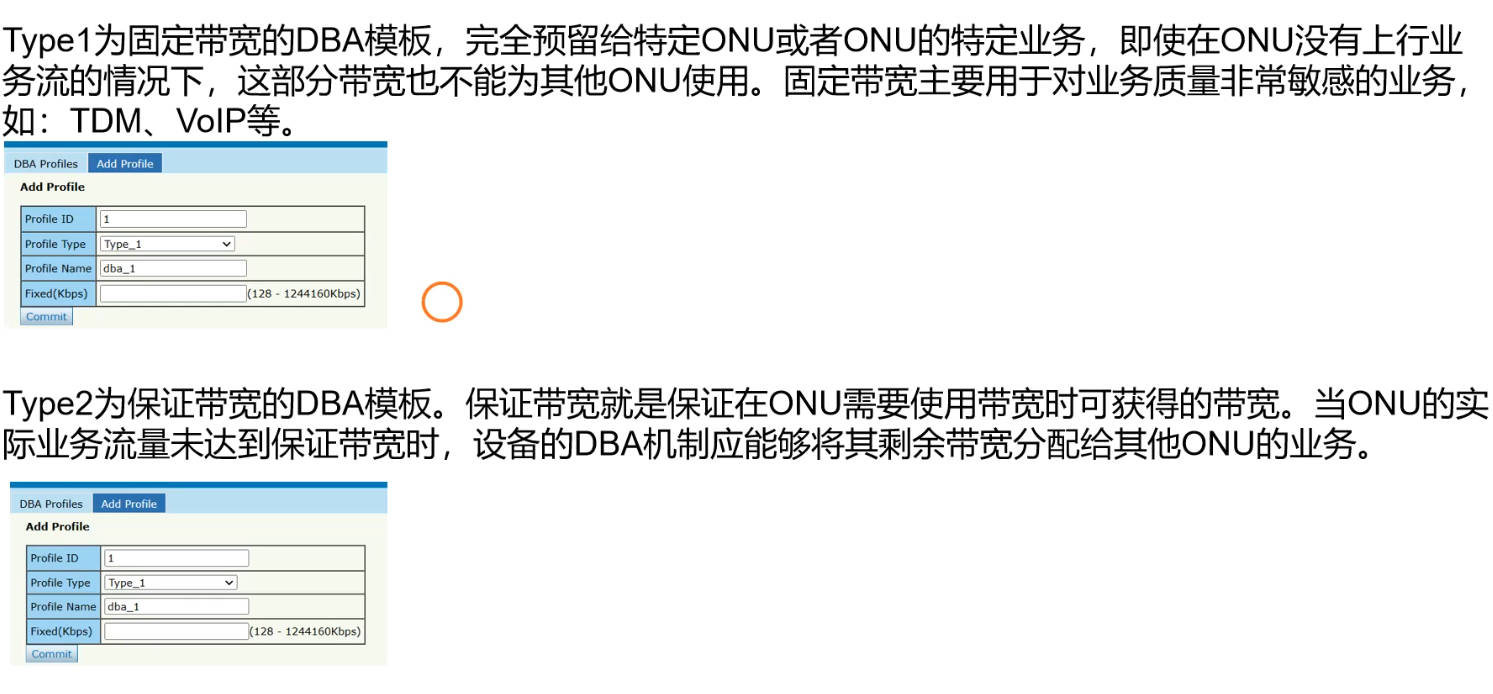 Type1为固定带宽的DBA模板，完全预留给特定ONU或者ONU的特定业务，即使在ONU没有上行业
务流的情况下，这部分带宽也不能为其他ONU使用。固定带宽主要用于对业务质量非常敏感的业务，
如：TDM、VoIP等。
DBA Profiles Add Profile
Add Profile
Profile ID 1
Profile Type Type_1
Profile Name dba_1
Fixed(Kbps) (128 - 1244160Kbps)
Commit
Type2为保证带宽的DBA模板。保证带宽就是保证在ONU需要使用带宽时可获得的带宽。当ONU的实
际业务流量未达到保证带宽时，设备的DBA机制应能够将其剩余带宽分配给其他ONU的业务。
DBA Profiles Add Profile
Add Profile
Profile ID 1
Profile Type Type_1
Profile Name dba_1
Fixed(Kbps) (128 - 1244160Kbps)
Commit